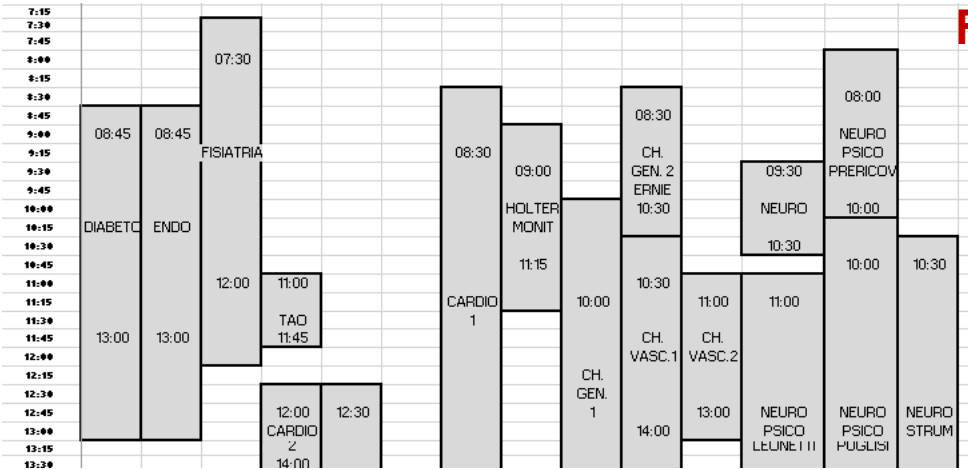 7:15
7:30
7:45
8:00
8:15
8:30
8:45
9:00
9:15
9:30
9:45
10:00
10:15
10:30
10:45
11:00
11:15
11:30
11:45
12:00
12:15
12:30
12:45
13:00
13:15
13:30
08:45
DIABETO
13:00
08:45
ENDO
13:00
07:30
FISIATRIA
12:00
11:00
TAO
11:45
12:00
CARDIO
2
14:00
12:30
08:30
CARDIO
1
09:00
HOLTER
MONIT
11:15
10:00
CH.
GEN.
1
08:30
CH.
GEN. 2
ERNIE
10:30
10:30
CH.
VASC.1
14:00
11:00
CH.
VASC.2
13:00
09:30
NEURO
10:30
11:00
NEURO
PSICO
LEONETTI
08:00
NEURO
PSICO
PRERICOV
10:00
10:00
NEURO
PSICO
PUGLISI
10:30
NEURO
STRUM